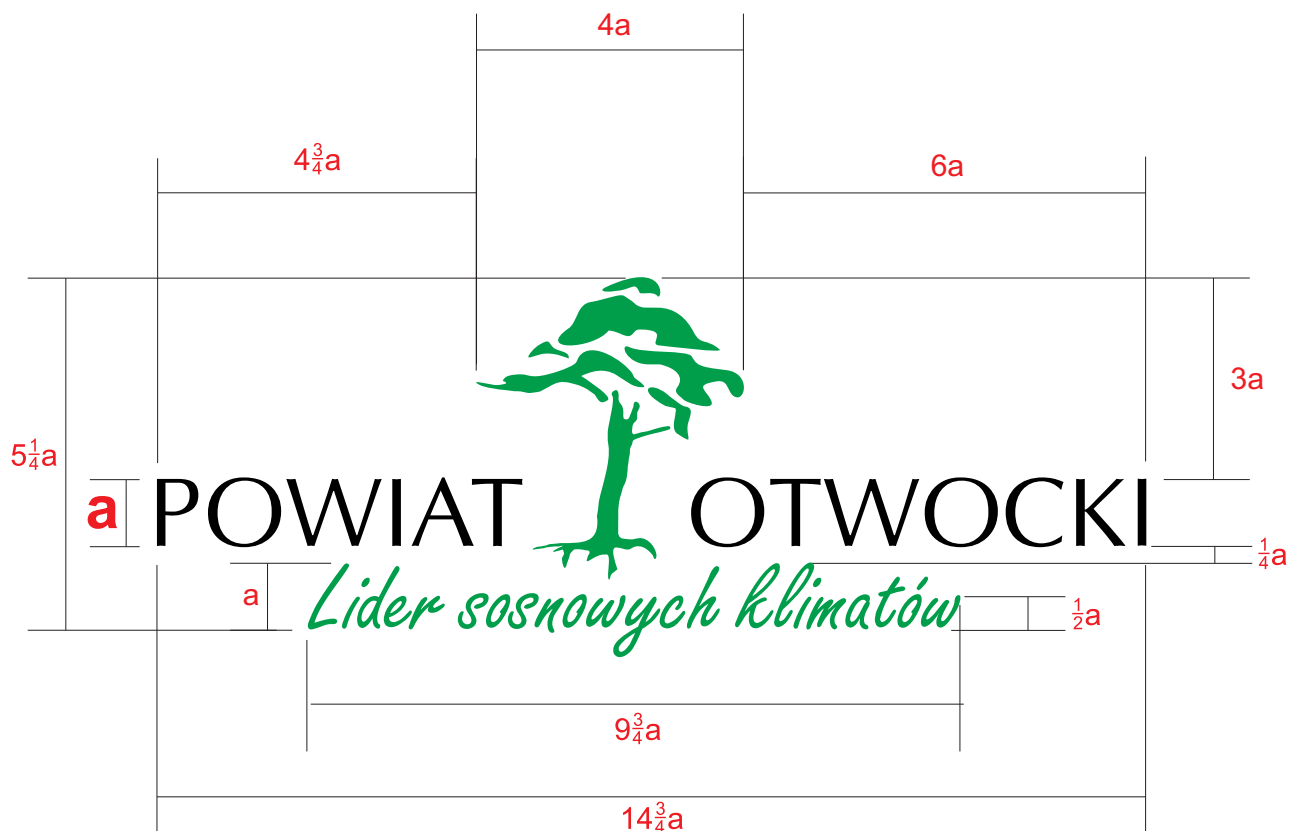 4a
4¾a
6a
3a
5¼a
a
POWIAT OTWOCKI
¼a
a
Lider sosnowych klimatów
½a
9¾a
14¾a